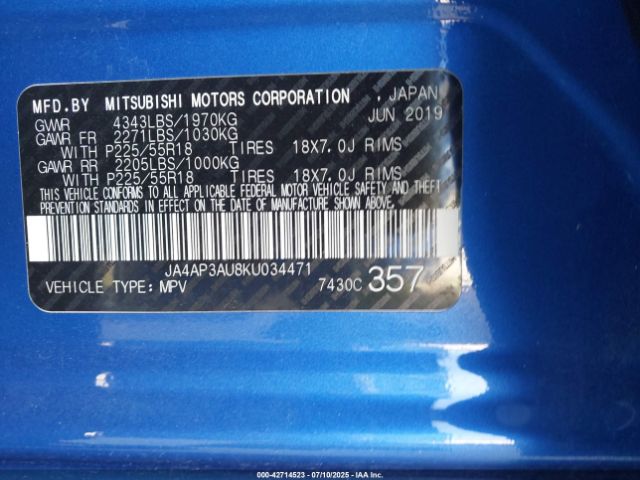 MFD.BY MITSUBISHI MOTORS CORPORATION , JAPAN
GVWR 4343LBS/1970KG JUN 2019
GAWR FR 2271LBS/1030KG
WITH P225/55R18 TIRES 18X7.0J RIMS
GAWR RR 2205LBS/1000KG
WITH P225/55R18 TIRES 18X7.0J RIMS
THIS VEHICLE CONFORMS TO ALL APPLICABLE FEDERAL MOTOR VEHICLE SAFETY AND THEFT
PREVENTION STANDARDS IN EFFECT ON THE DATE OF MANUFACTURE SHOWN ABOVE.
JA4AP3AU8KU034471
VEHICLE TYPE:MPV 7430C 357
000-42714523 - 07/10/2025 - IAAI.COM